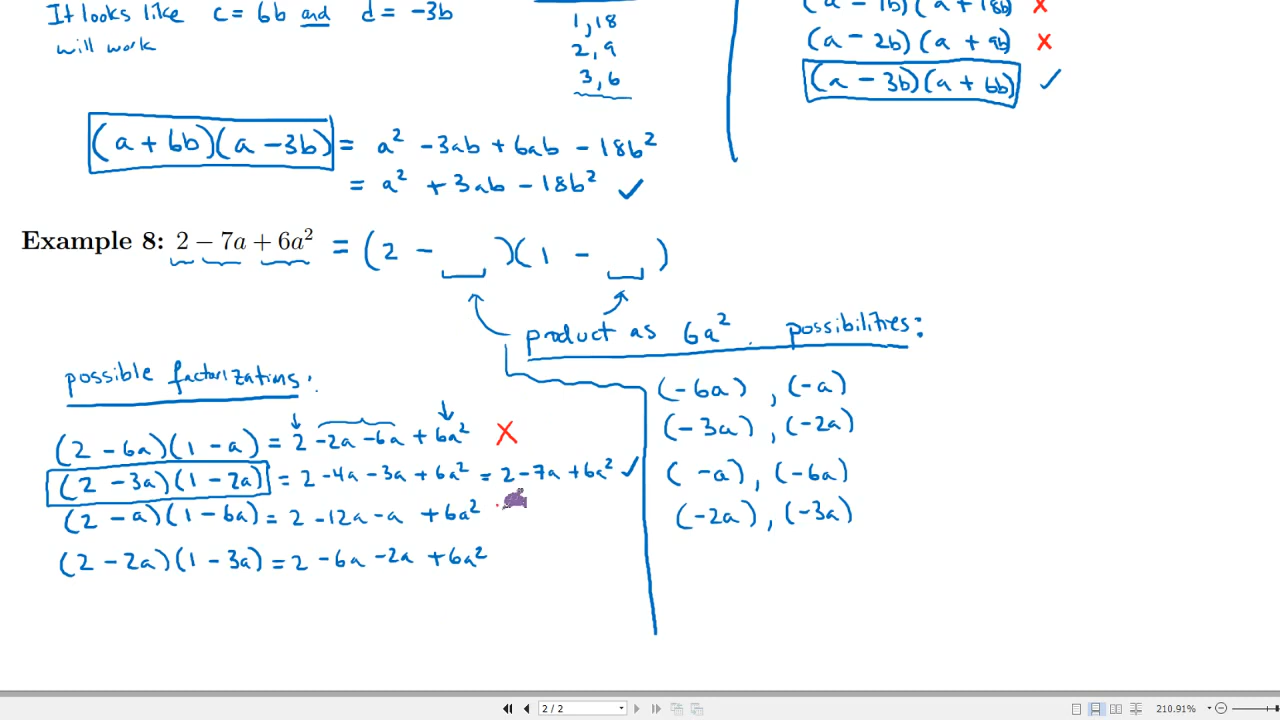 It looks like c = 6b and d = -3b
will work
1, 18
2, 9
3, 6
(a - 1b)(a + 18b) ✗
(a - 2b)(a + 9b) ✗
(a - 3b)(a + 6b) ✓
(a + 6b)(a - 3b) = a² - 3ab + 6ab - 18b²
= a² + 3ab - 18b² ✓
Example 8: 2 − 7a + 6a² = (2 - __)(1 - __)
product as 6a². possibilities:
(-6a), (-a)
(-3a), (-2a)
(-a), (-6a)
(-2a), (-3a)
possible factorizations:
(2 - 6a)(1 - a) = 2 - 2a - 6a + 6a² ✗
(2 - 3a)(1 - 2a) = 2 - 4a - 3a + 6a² = 2 - 7a + 6a² ✓
(2 - a)(1 - 6a) = 2 - 12a - a + 6a²
(2 - 2a)(1 - 3a) = 2 - 6a - 2a + 6a²
2 / 2
210.91%